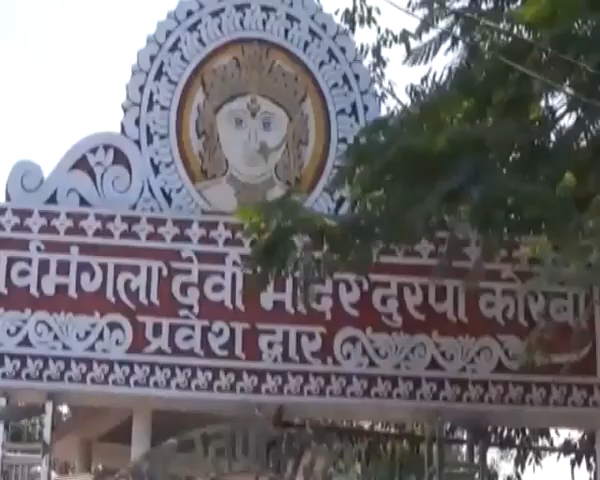 र्वमंगला देवी मंदिर दुरपा कोरबा
प्रवेश द्वार